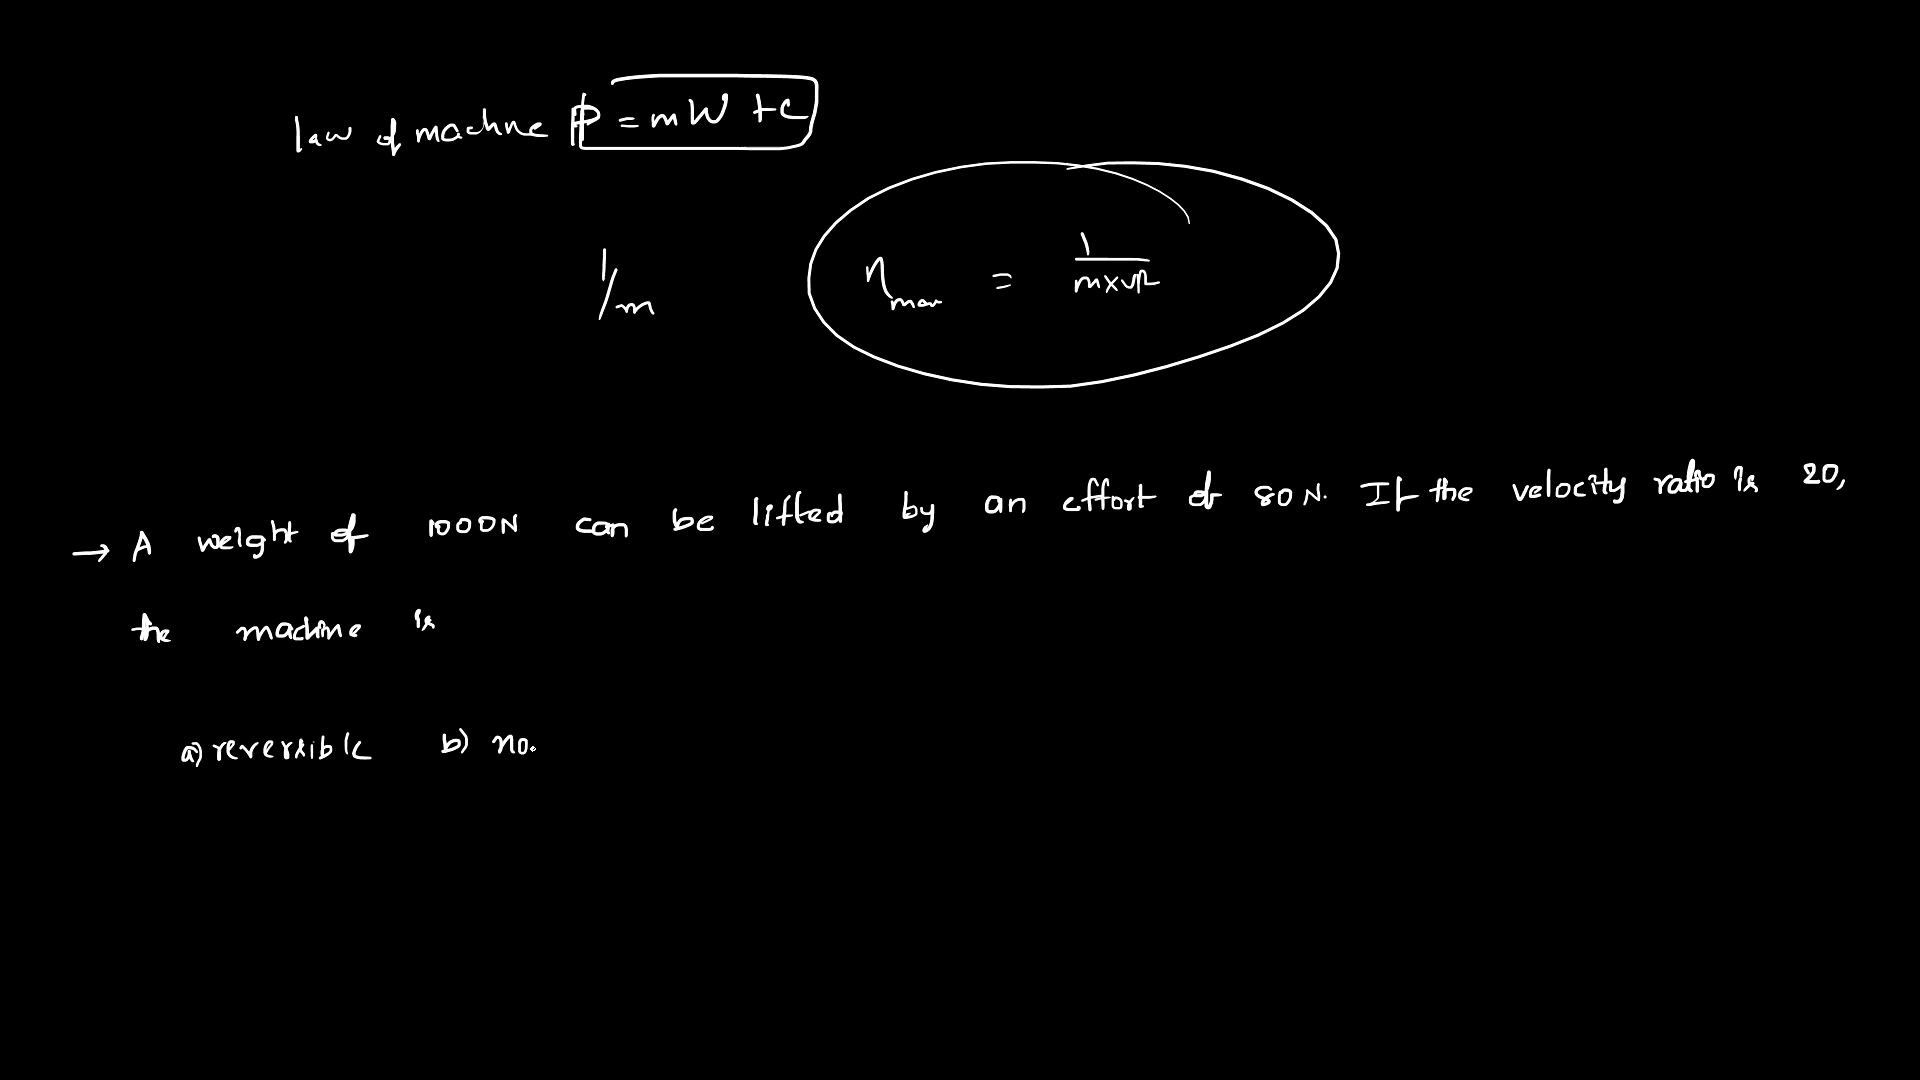 law of machine P = mW + C
1/m
η max = 1 / m×VR
→ A weight of 1000N can be lifted by an effort of 80N. If the velocity ratio is 20,
the machine is
a) reversible b) no.